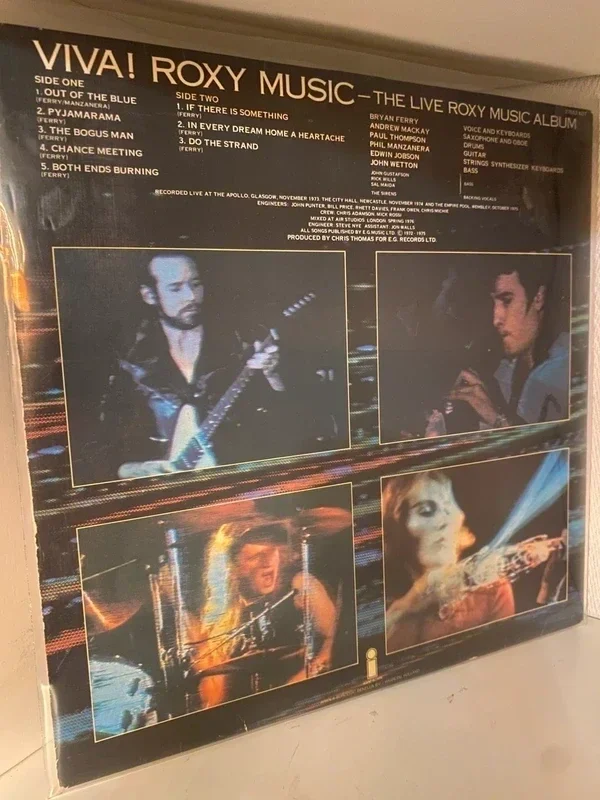 VIVA! ROXY MUSIC – THE LIVE ROXY MUSIC ALBUM
SIDE ONE
1. OUT OF THE BLUE
(FERRY/MANZANERA)
2. PYJAMARAMA
(FERRY)
3. THE BOGUS MAN
(FERRY)
4. CHANCE MEETING
(FERRY)
5. BOTH ENDS BURNING
(FERRY)
SIDE TWO
1. IF THERE IS SOMETHING
(FERRY)
2. IN EVERY DREAM HOME A HEARTACHE
(FERRY)
3. DO THE STRAND
(FERRY)
BRYAN FERRY VOICE AND KEYBOARDS
ANDREW MACKAY SAXOPHONE AND OBOE
PAUL THOMPSON DRUMS
PHIL MANZANERA GUITAR
EDWIN JOBSON STRINGS SYNTHESIZER KEYBOARDS
JOHN WETTON BASS
JOHN GUSTAFSON
RICK WILLS BASS
SAL MAIDA
THE SIRENS BACKING VOCALS
RECORDED LIVE AT THE APOLLO, GLASGOW, NOVEMBER 1973. THE CITY HALL, NEWCASTLE, NOVEMBER 1974 AND THE EMPIRE POOL, WEMBLEY, OCTOBER 1975
ENGINEERS: JOHN PUNTER, BILL PRICE, RHETT DAVIES, FRANK OWEN, CHRIS MICHIE
CREW: CHRIS ADAMSON, MICK ROSSI
MIXED AT AIR STUDIOS LONDON. SPRING 1976
ENGINEER: STEVE NYE ASSISTANT: JON WALLS
ALL SONGS PUBLISHED BY E.G. MUSIC LTD. Ⓒ 1972 - 1975
PRODUCED BY CHRIS THOMAS FOR E.G. RECORDS LTD.
i